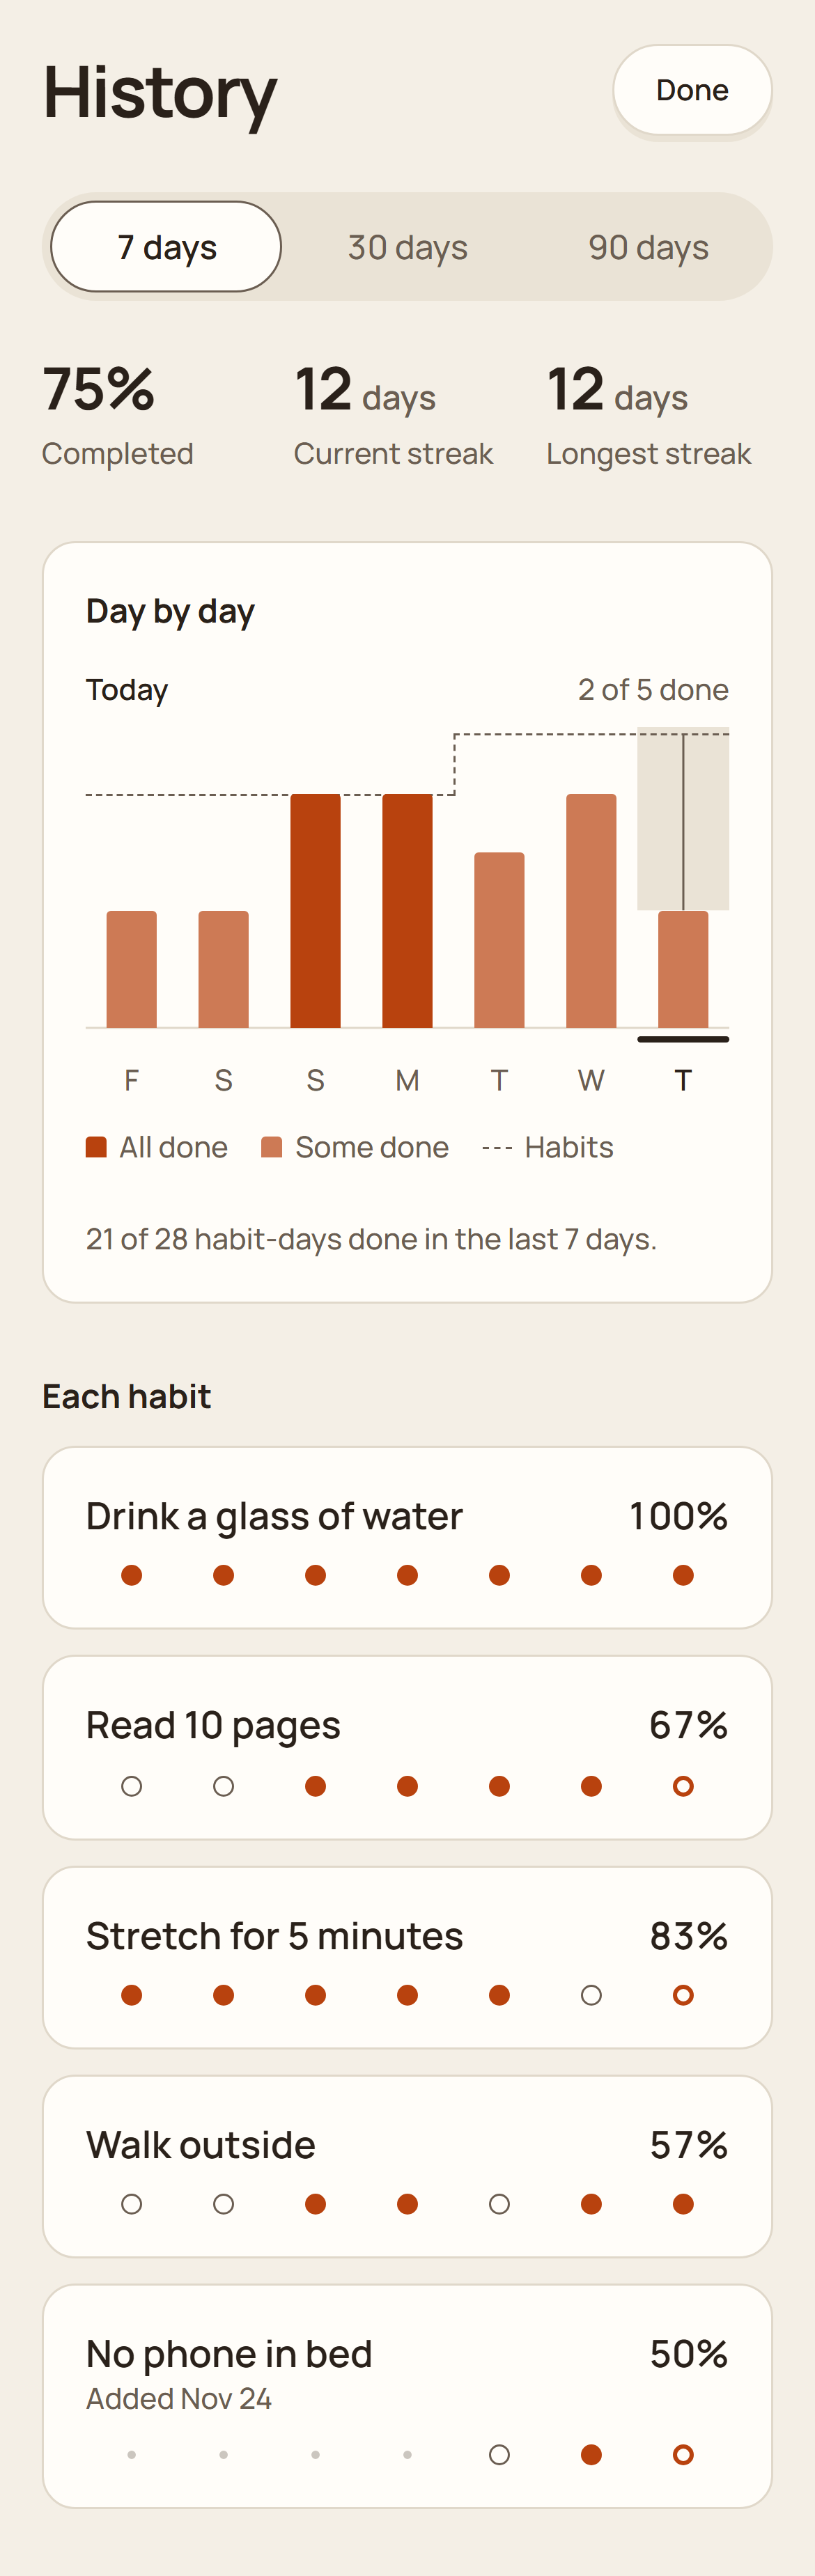 History
Done
7 days
30 days
90 days
75%
12 days
12 days
Completed
Current streak
Longest streak
Day by day
Today
2 of 5 done
F S S M T W T
All done
Some done
Habits
21 of 28 habit-days done in the last 7 days.
Each habit
Drink a glass of water
100%
Read 10 pages
67%
Stretch for 5 minutes
83%
Walk outside
57%
No phone in bed
50%
Added Nov 24